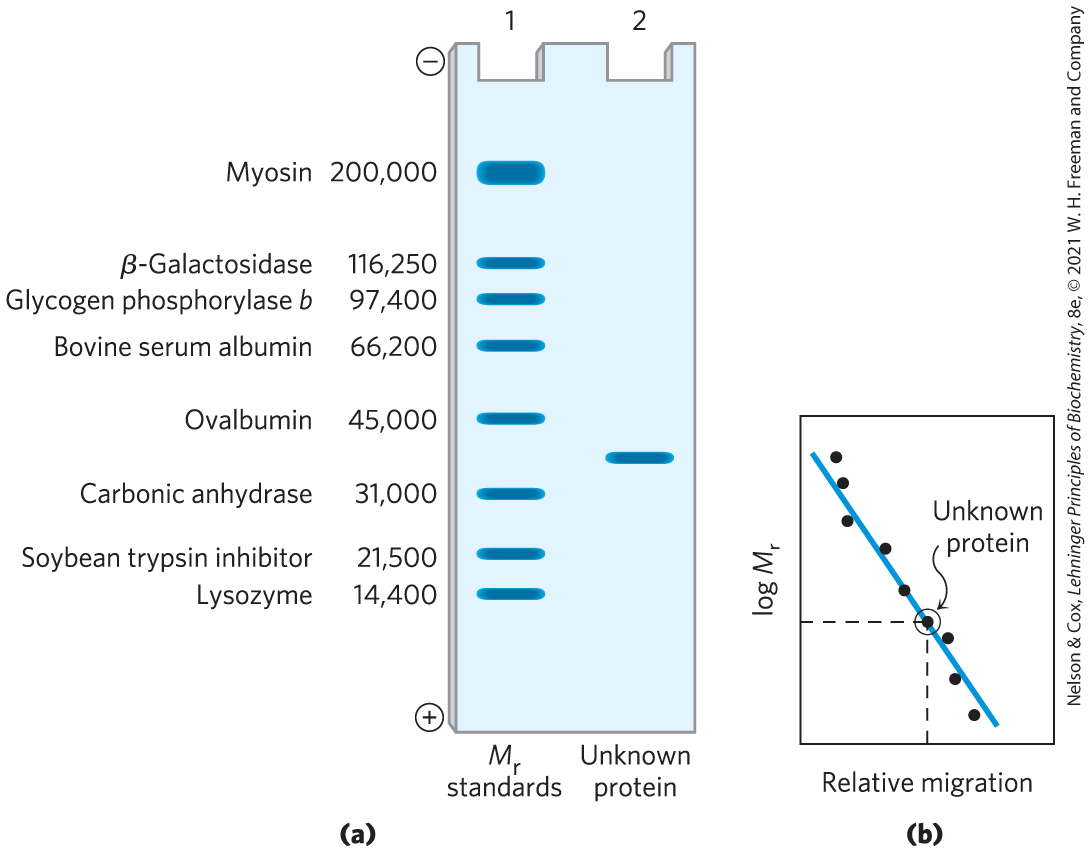 1 2
−
Myosin 200,000
β-Galactosidase 116,250
Glycogen phosphorylase b 97,400
Bovine serum albumin 66,200
Ovalbumin 45,000
Carbonic anhydrase 31,000
Soybean trypsin inhibitor 21,500
Lysozyme 14,400
+
Mr
standards
Unknown
protein
(a)
log Mr
Unknown
protein
Relative migration
(b)
Nelson & Cox, Lehninger Principles of Biochemistry, 8e, © 2021 W. H. Freeman and Company